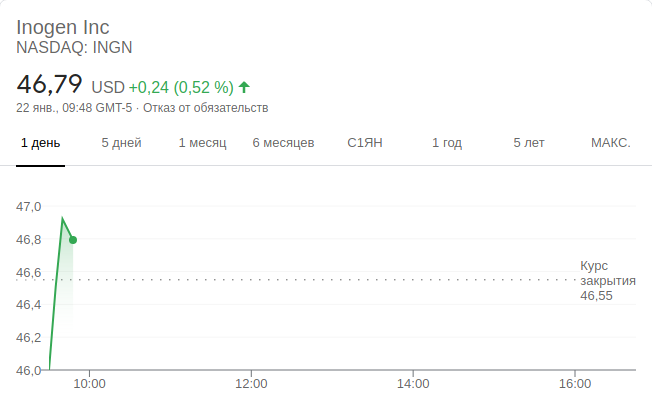 Inogen Inc
NASDAQ: INGN
46,79 USD +0,24 (0,52 %)
22 янв., 09:48 GMT-5 · Отказ от обязательств
1 день 5 дней 1 месяц 6 месяцев С1ЯН 1 год 5 лет МАКС.
47,0
46,8
46,6
46,4
46,2
46,0
Курс
закрытия
46,55
10:00 12:00 14:00 16:00